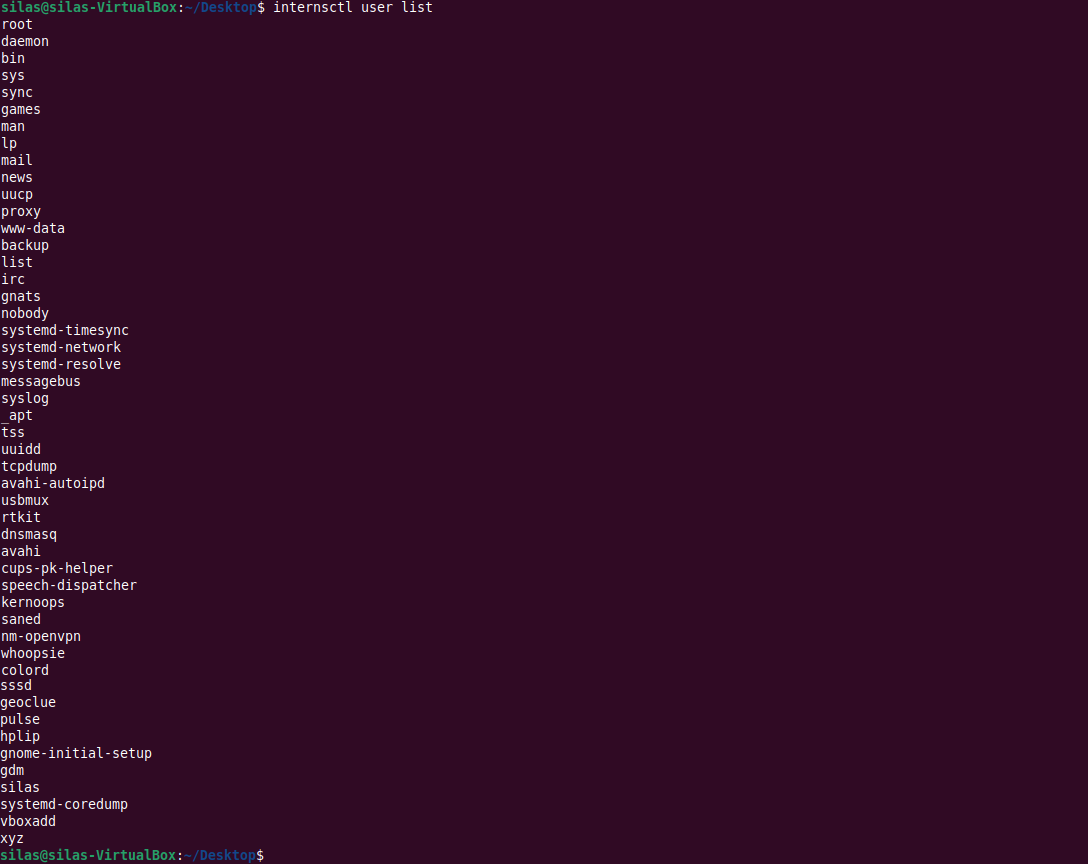 silas@silas-VirtualBox:~/Desktop$ internsctl user list
root
daemon
bin
sys
sync
games
man
lp
mail
news
uucp
proxy
www-data
backup
list
irc
gnats
nobody
systemd-timesync
systemd-network
systemd-resolve
messagebus
syslog
_apt
tss
uuidd
tcpdump
avahi-autoipd
usbmux
rtkit
dnsmasq
avahi
cups-pk-helper
speech-dispatcher
kernoops
saned
nm-openvpn
whoopsie
colord
sssd
geoclue
pulse
hplip
gnome-initial-setup
gdm
silas
systemd-coredump
vboxadd
xyz
silas@silas-VirtualBox:~/Desktop$